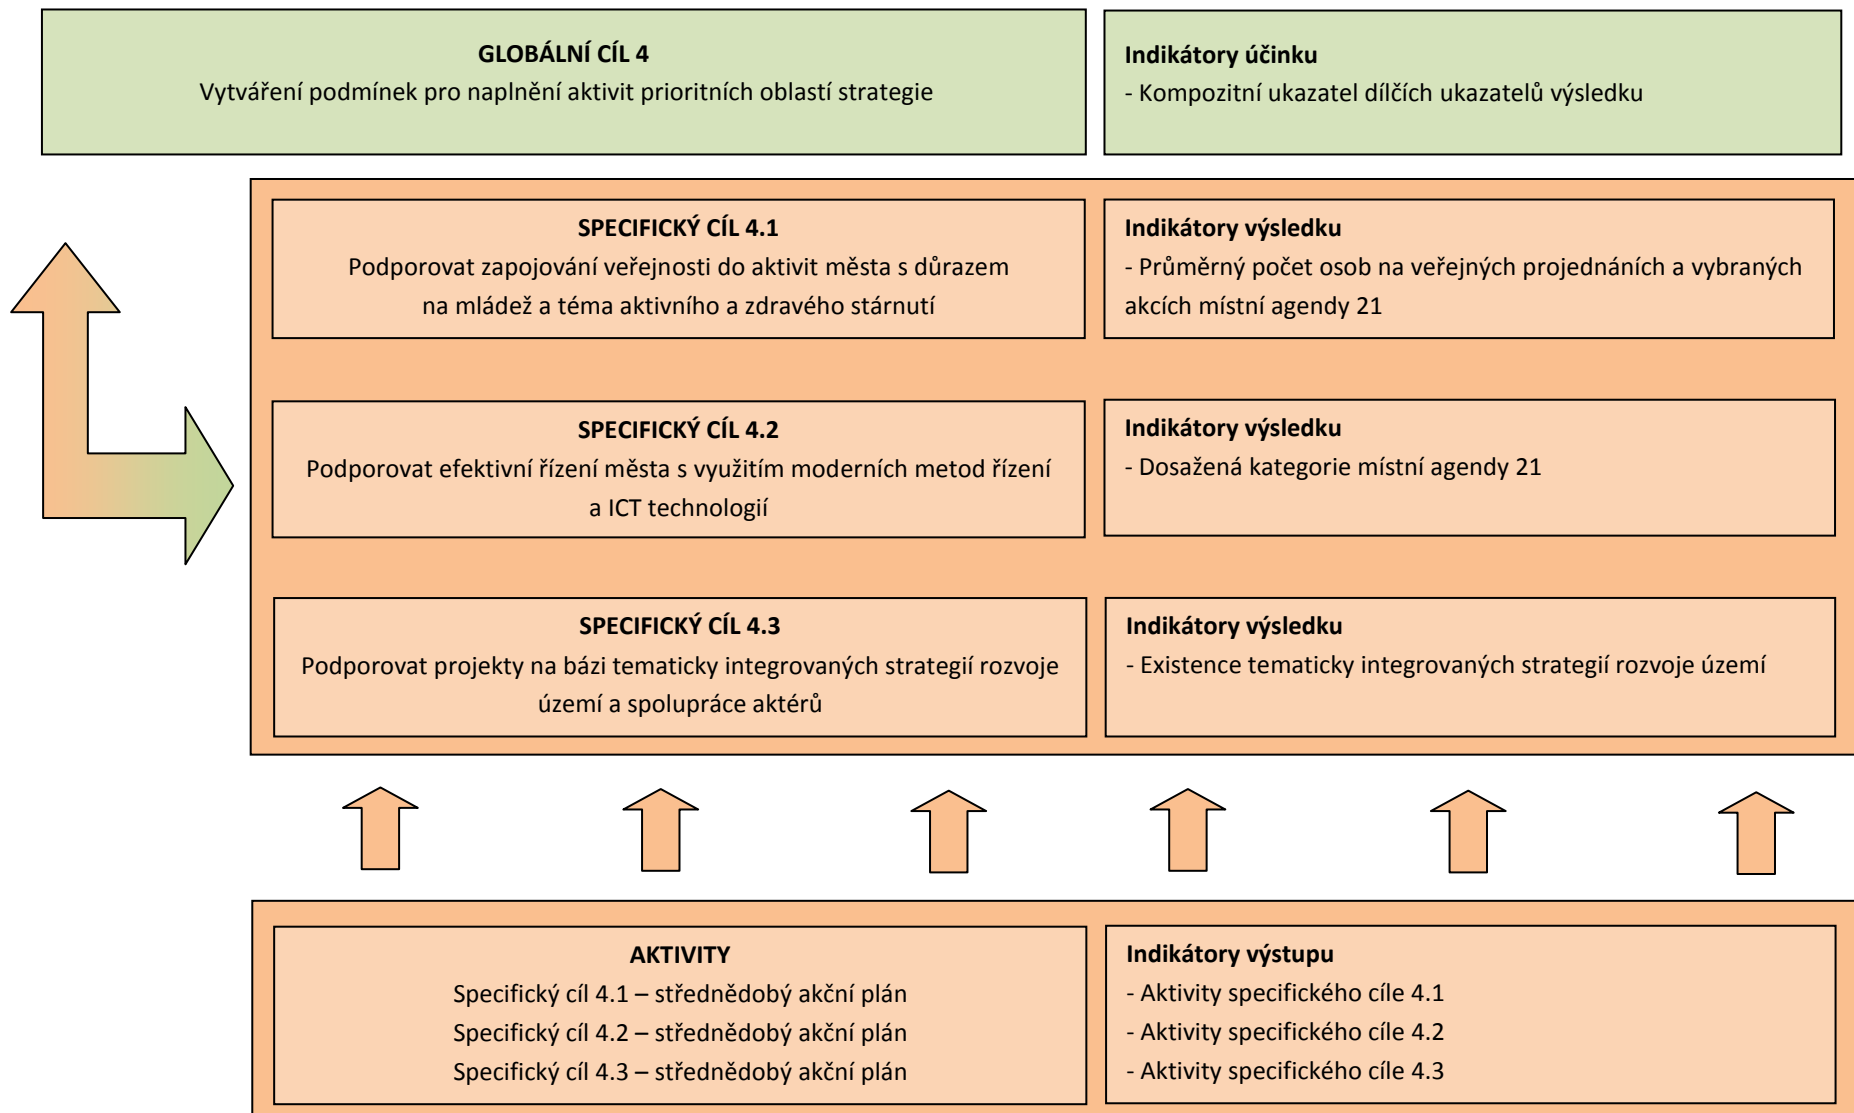 GLOBÁLNÍ CÍL 4
Vytváření podmínek pro naplnění aktivit prioritních oblastí strategie
Indikátory účinku
- Kompozitní ukazatel dílčích ukazatelů výsledku
SPECIFICKÝ CÍL 4.1
Podporovat zapojování veřejnosti do aktivit města s důrazem
na mládež a téma aktivního a zdravého stárnutí
Indikátory výsledku
- Průměrný počet osob na veřejných projednáních a vybraných
akcích místní agendy 21
SPECIFICKÝ CÍL 4.2
Podporovat efektivní řízení města s využitím moderních metod řízení
a ICT technologií
Indikátory výsledku
- Dosažená kategorie místní agendy 21
SPECIFICKÝ CÍL 4.3
Podporovat projekty na bázi tematicky integrovaných strategií rozvoje
území a spolupráce aktérů
Indikátory výsledku
- Existence tematicky integrovaných strategií rozvoje území
AKTIVITY
Specifický cíl 4.1 – střednědobý akční plán
Specifický cíl 4.2 – střednědobý akční plán
Specifický cíl 4.3 – střednědobý akční plán
Indikátory výstupu
- Aktivity specifického cíle 4.1
- Aktivity specifického cíle 4.2
- Aktivity specifického cíle 4.3